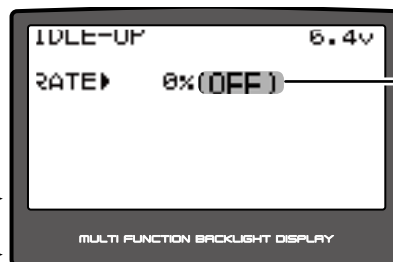 IDLE-UP 6.4v
RATE▶ 0%(OFF)
MULTI FUNCTION BACKLIGHT DISPLAY